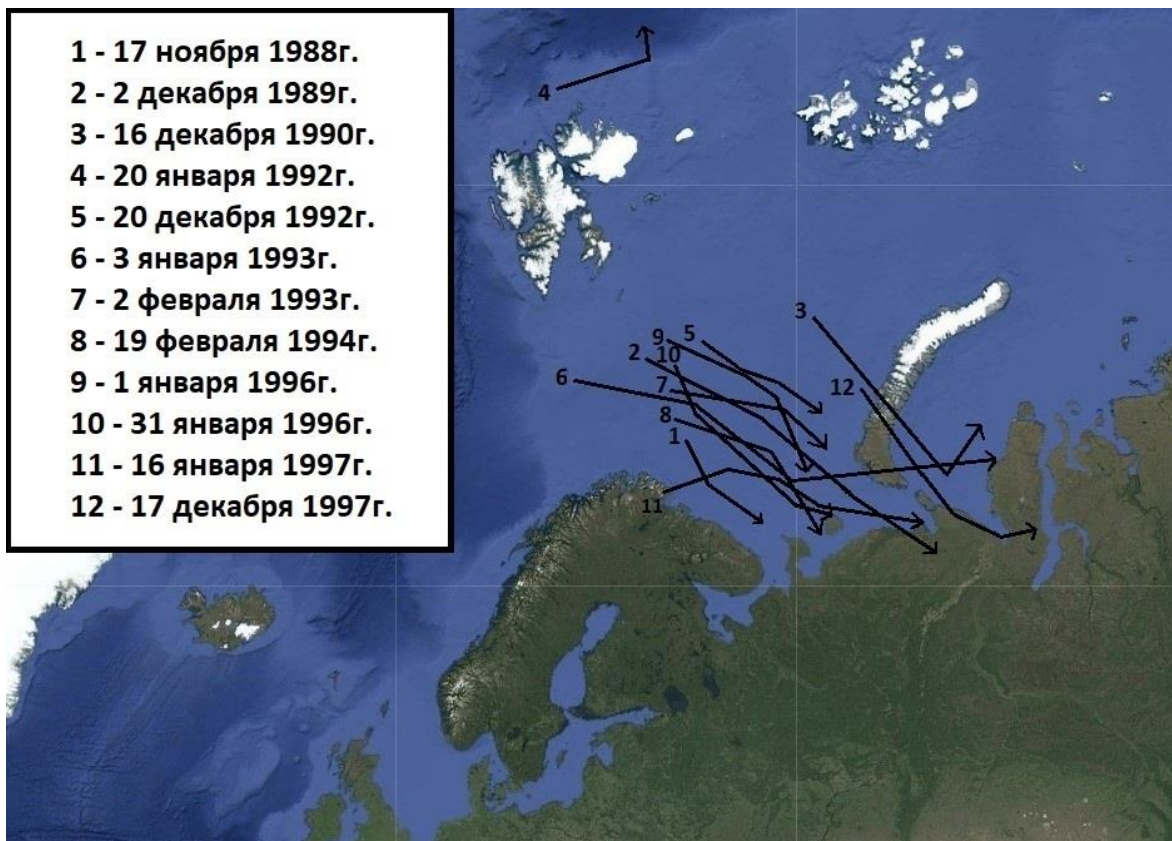 1 - 17 ноября 1988г.
2 - 2 декабря 1989г.
3 - 16 декабря 1990г.
4 - 20 января 1992г.
5 - 20 декабря 1992г.
6 - 3 января 1993г.
7 - 2 февраля 1993г.
8 - 19 февраля 1994г.
9 - 1 января 1996г.
10 - 31 января 1996г.
11 - 16 января 1997г.
12 - 17 декабря 1997г.
4
3
5
9
10
2
6
7
12
8
1
11